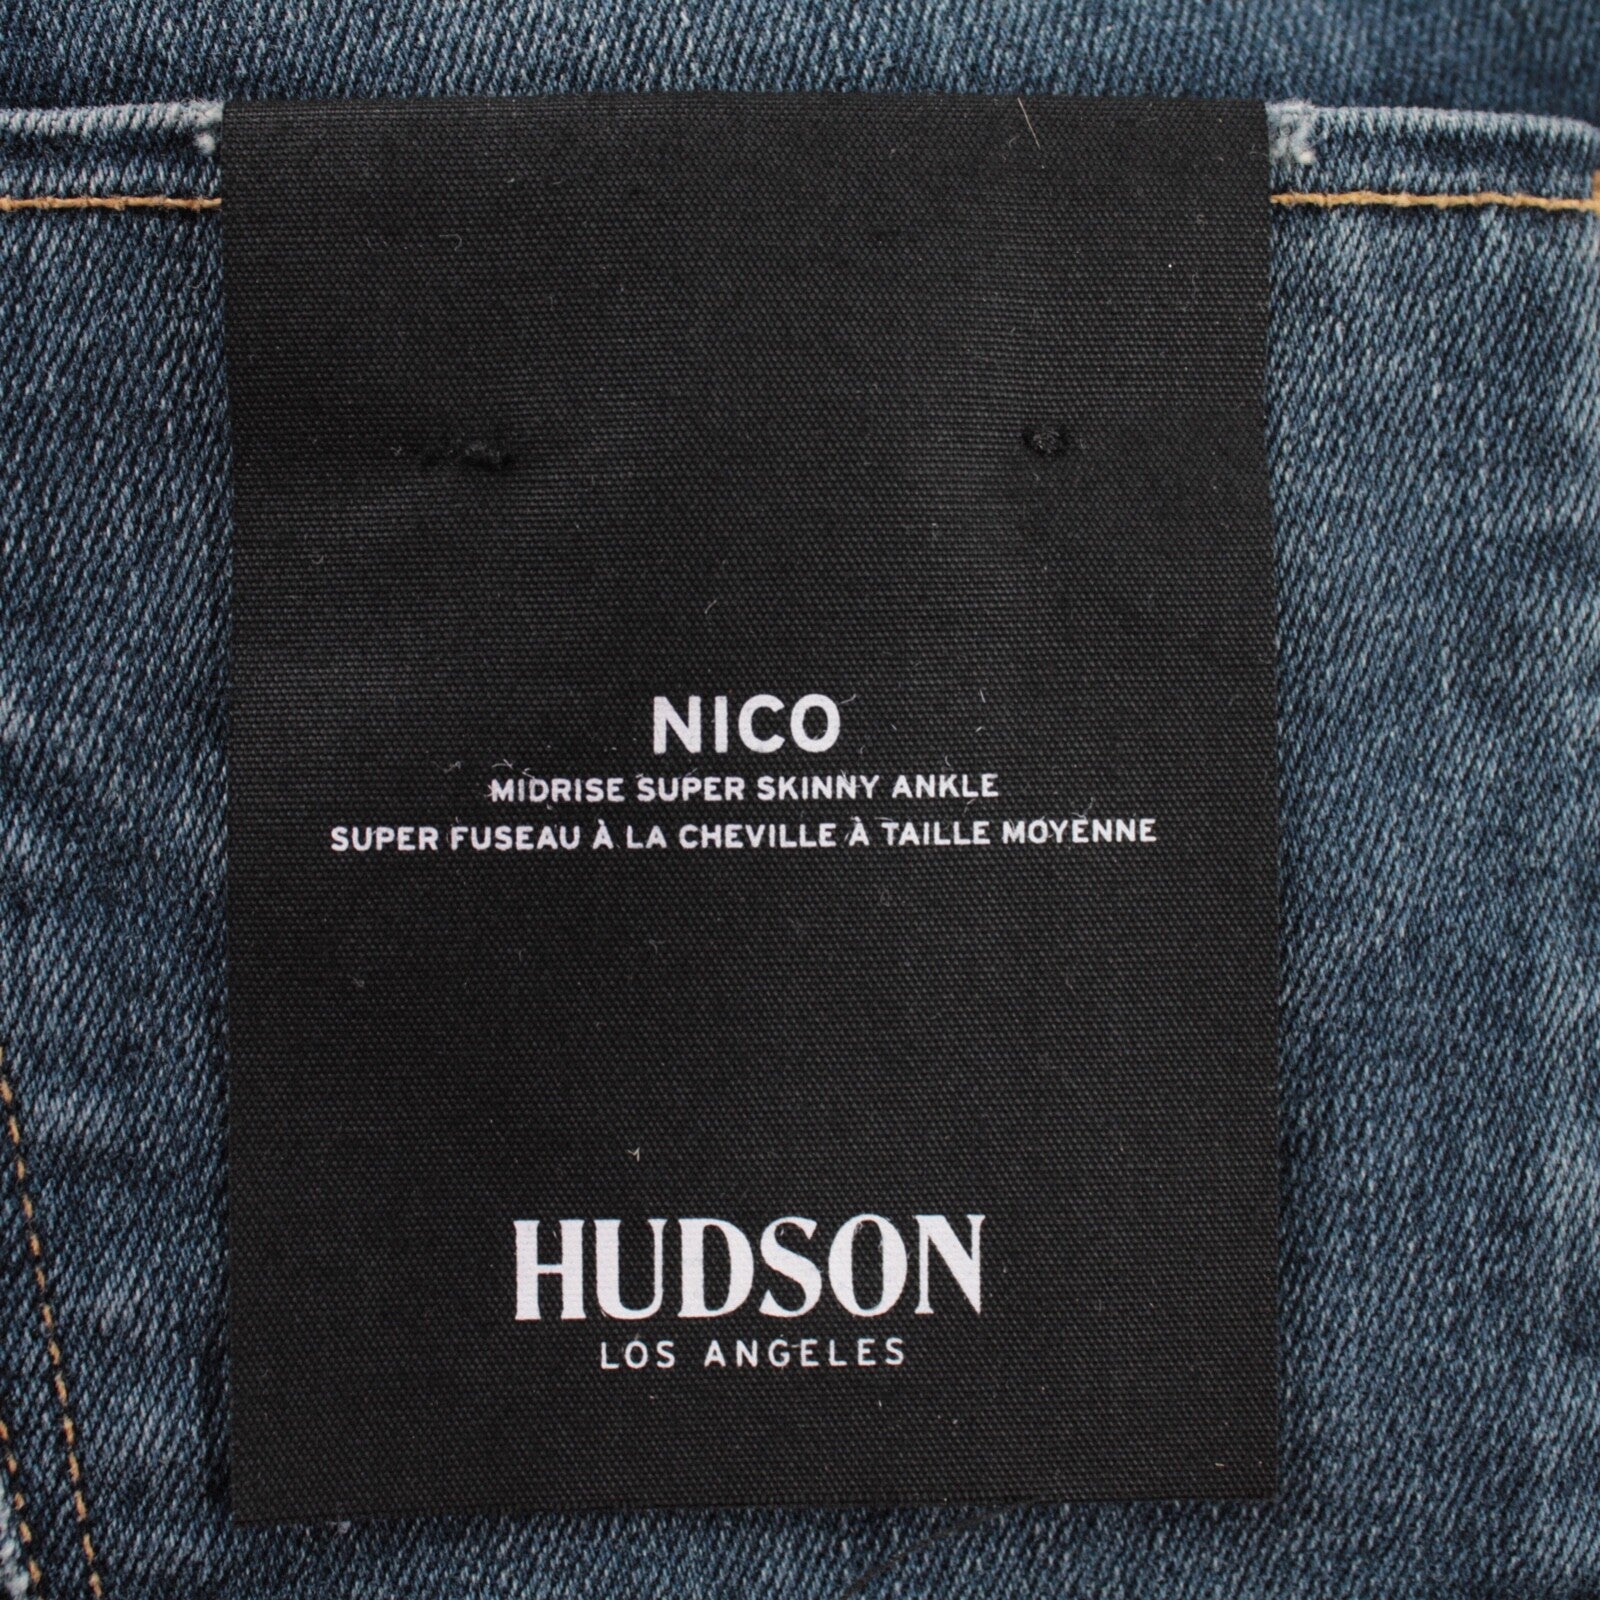 NICO
MIDRISE SUPER SKINNY ANKLE
SUPER FUSEAU À LA CHEVILLE À TAILLE MOYENNE
HUDSON
LOS ANGELES